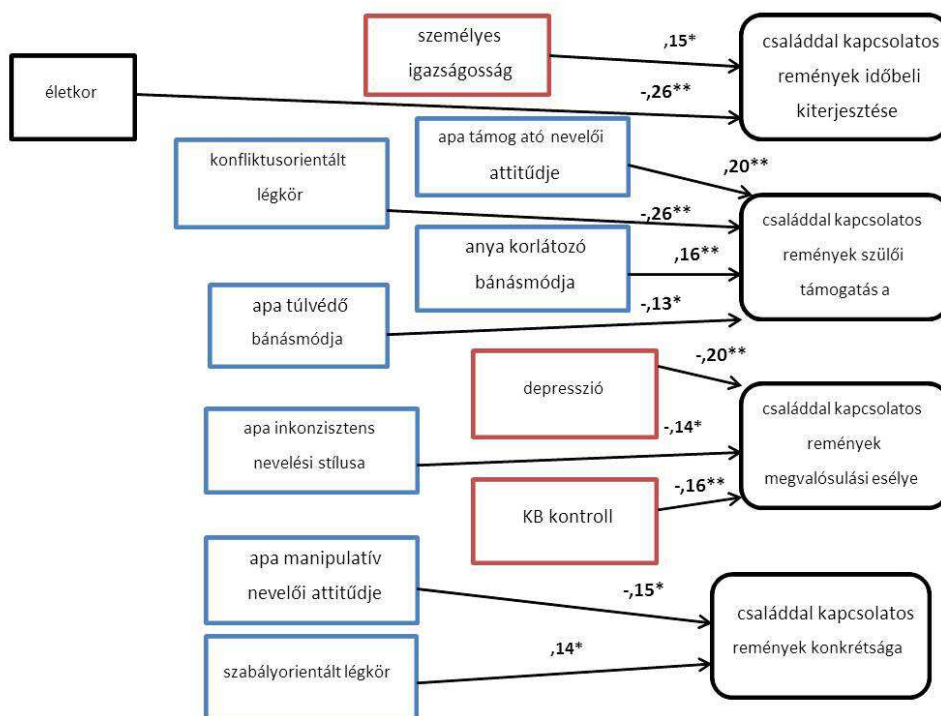 személyes
igazságosság
,15*
családdal kapcsolatos
remények időbeli
kiterjesztése
életkor
-,26**
apa támog ató nevelői
attitűdje
,20**
konfliktusorientált
légkör
-,26**
családdal kapcsolatos
remények szülői
támogatás a
anya korlátozó
bánásmódja
,16**
apa túlvédő
bánásmódja
-,13*
depresszió
-,20**
családdal kapcsolatos
remények
megvalósulási esélye
apa inkonzisztens
nevelési stílusa
-,14*
KB kontroll
-,16**
apa manipulatív
nevelői attitűdje
-,15*
családdal kapcsolatos
remények konkrétsága
szabályorientált légkör
,14*